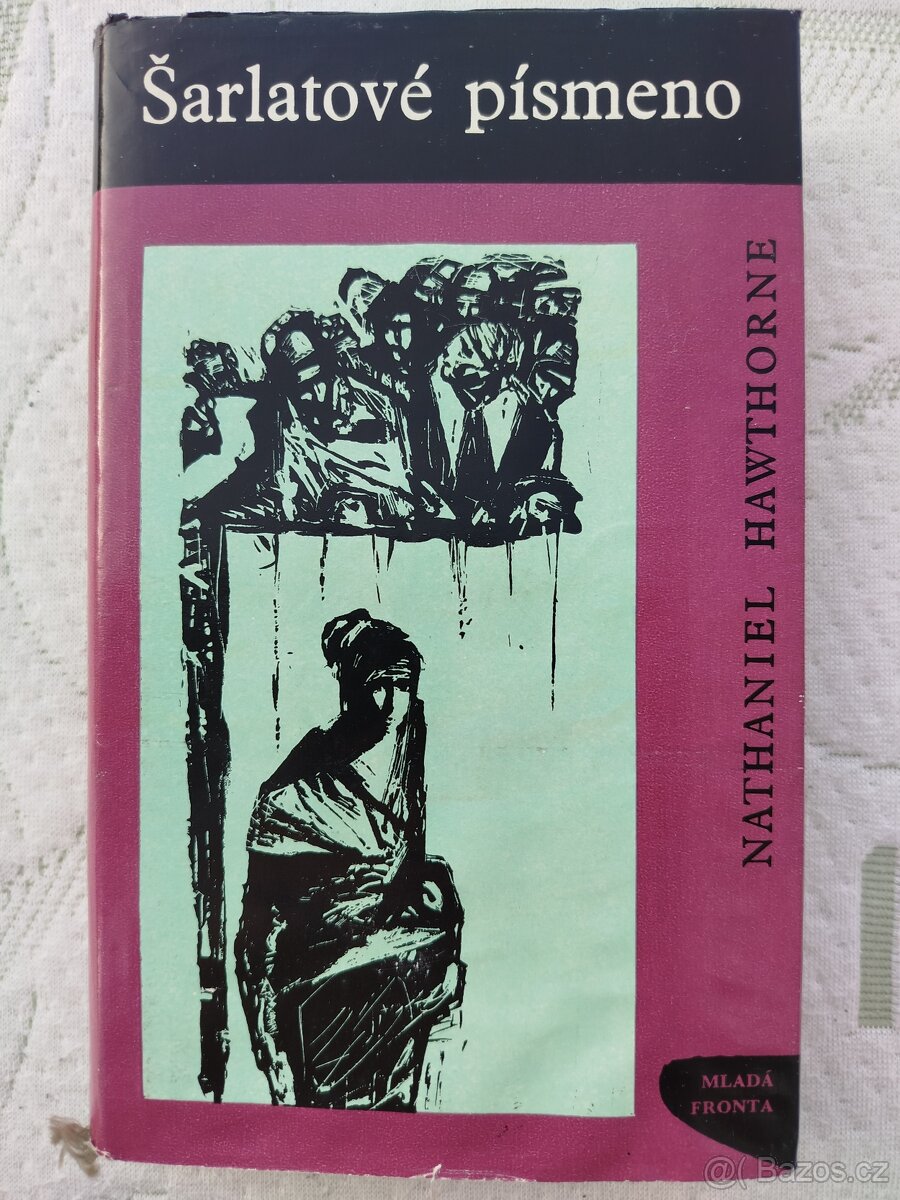 Šarlatové písmeno
NATHANIEL HAWTHORNE
MLADÁ
FRONTA
@( Bazos.cz